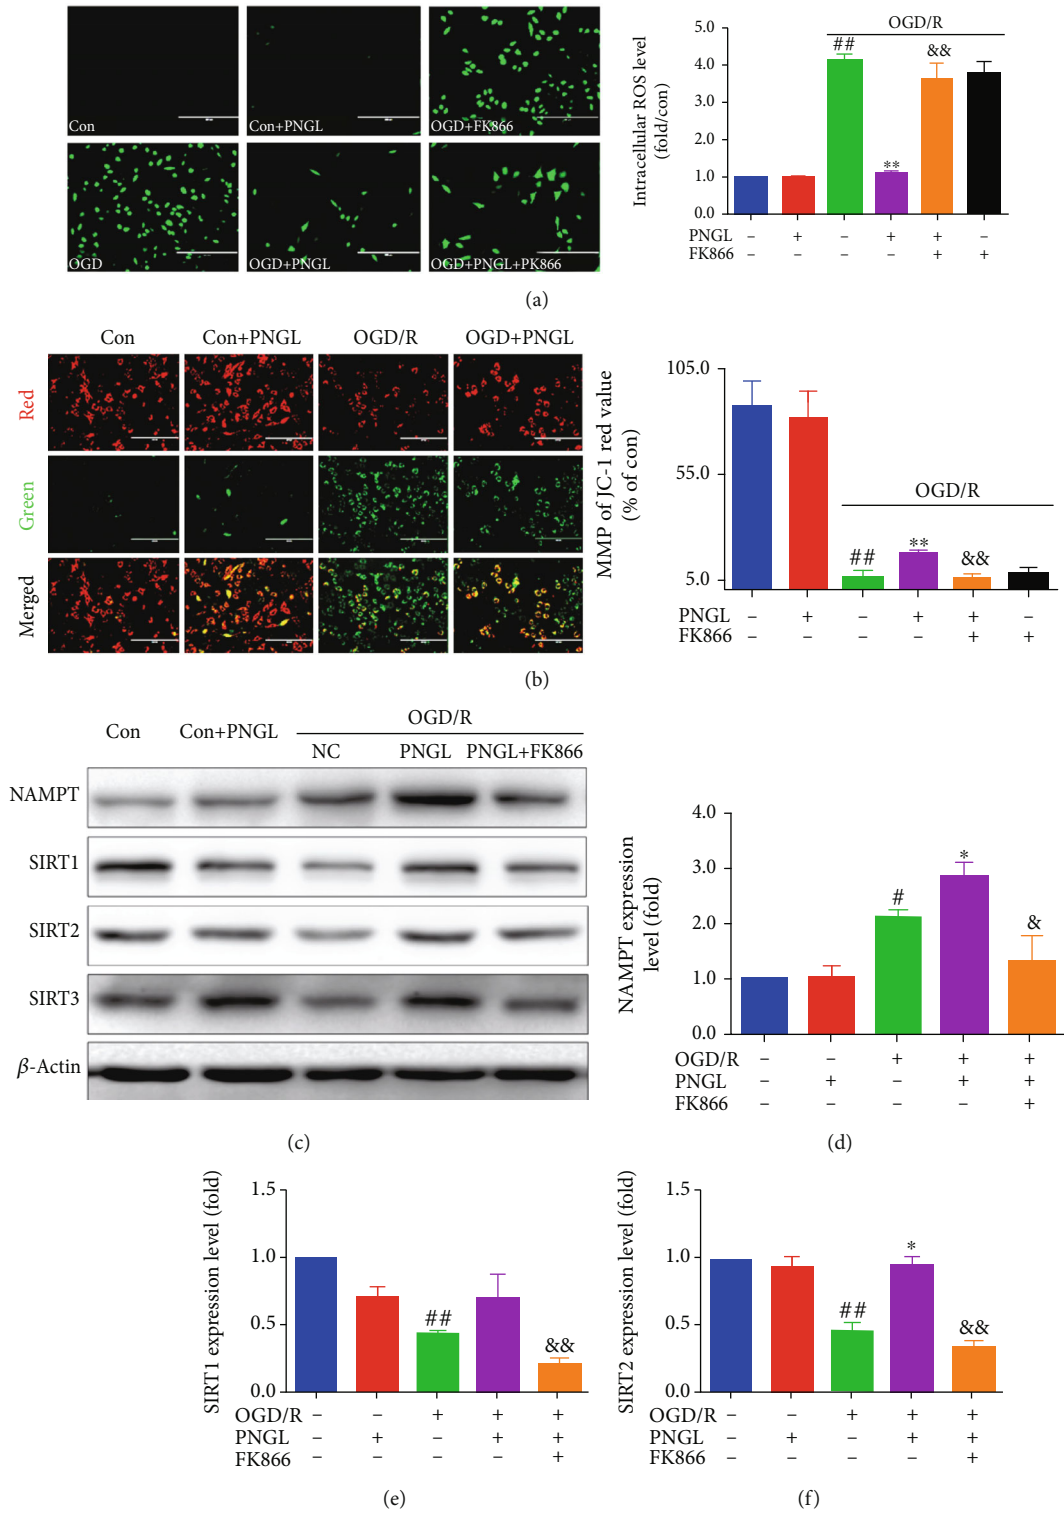 Con
Con+PNGL
OGD+FK866
OGD
OGD+PNGL
OGD+PNGL+PK866
Intracellular ROS level
(fold/con)
5.0
4.0
3.0
2.0
1.0
0.0
OGD/R
##
**
&&
PNGL – + – + + –
FK866 – – – – + +
(a)
Con Con+PNGL OGD/R OGD+PNGL
Red
Green
Merged
MMP of JC-1 red value
(% of con)
105.0
55.0
5.0
OGD/R
##
**
&&
PNGL – + – + + –
FK866 – – – – + +
(b)
OGD/R
Con Con+PNGL
NC PNGL PNGL+FK866
NAMPT
SIRT1
SIRT2
SIRT3
β-Actin
(c)
NAMPT expression
level (fold)
4.0
3.0
2.0
1.0
0.0
#
*
&
OGD/R – – + + +
PNGL – + – + +
FK866 – – – – +
(d)
SIRT1 expression level (fold)
1.5
1.0
0.5
0.0
##
&&
OGD/R – – + + +
PNGL – + – + +
FK866 – – – – +
(e)
SIRT2 expression level (fold)
1.5
1.0
0.5
0.0
##
*
&&
OGD/R – – + + +
PNGL – + – + +
FK866 – – – – +
(f)